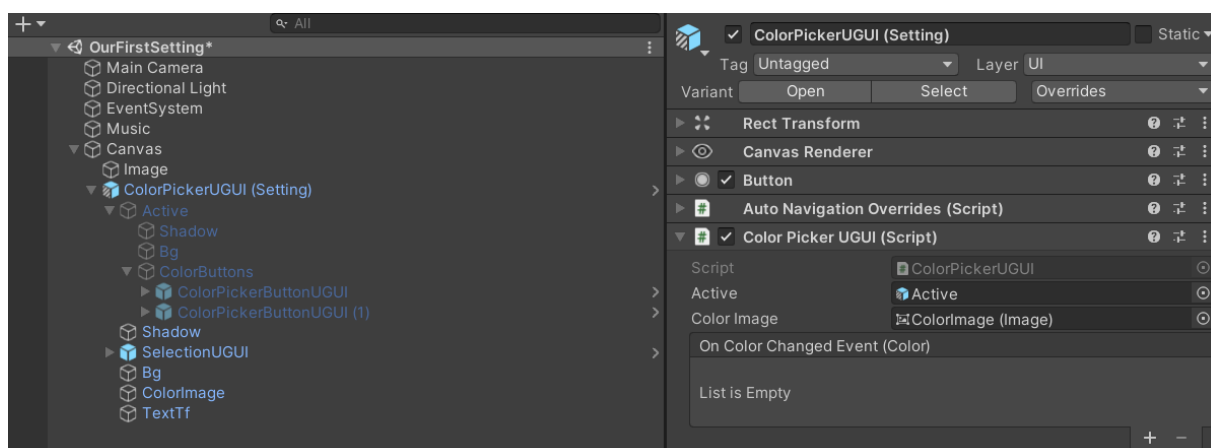 All
OurFirstSetting*
Main Camera
Directional Light
EventSystem
Music
Canvas
Image
ColorPickerUGUI (Setting)
Active
Shadow
Bg
ColorButtons
ColorPickerButtonUGUI
ColorPickerButtonUGUI (1)
Shadow
SelectionUGUI
Bg
ColorImage
TextTf
ColorPickerUGUI (Setting) Static
Tag Untagged Layer UI
Variant Open Select Overrides
Rect Transform
Canvas Renderer
Button
# Auto Navigation Overrides (Script)
# Color Picker UGUI (Script)
Script # ColorPickerUGUI
Active Active
Color Image ColorImage (Image)
On Color Changed Event (Color)
List is Empty
+ −